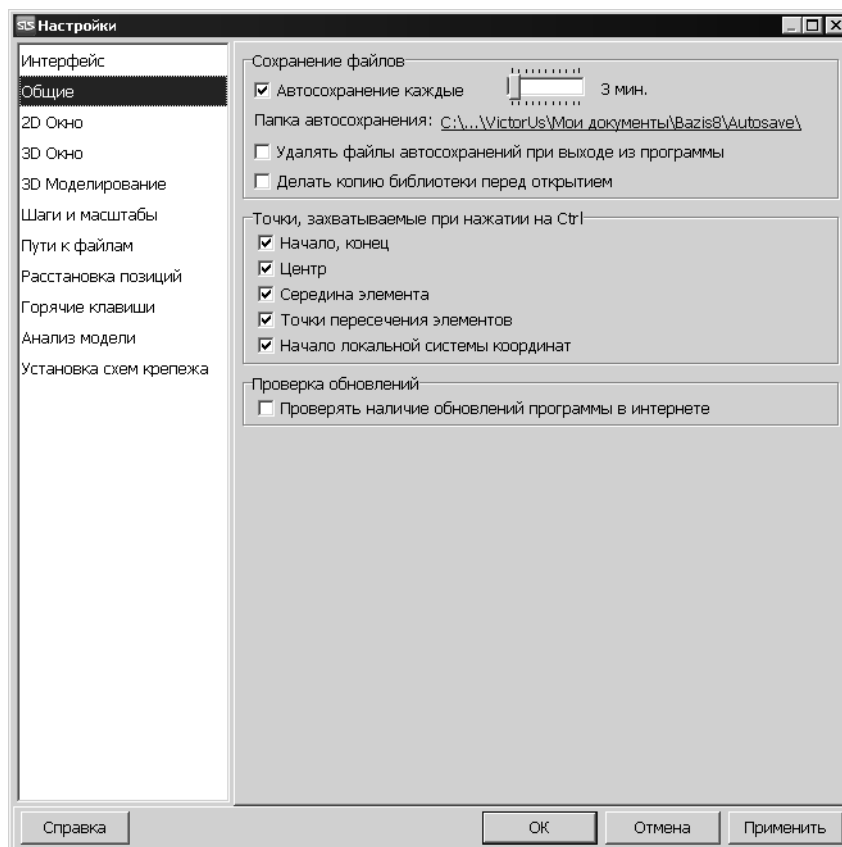 sts Настройки
Интерфейс
Общие
2D Окно
3D Окно
3D Моделирование
Шаги и масштабы
Пути к файлам
Расстановка позиций
Горячие клавиши
Анализ модели
Установка схем крепежа
Сохранение файлов
Автосохранение каждые 3 мин.
Папка автосохранения: C:\...\VictorUs\Мои документы\Bazis8\Autosave\
Удалять файлы автосохранений при выходе из программы
Делать копию библиотеки перед открытием
Точки, захватываемые при нажатии на Ctrl
Начало, конец
Центр
Середина элемента
Точки пересечения элементов
Начало локальной системы координат
Проверка обновлений
Проверять наличие обновлений программы в интернете
Справка
ОК
Отмена
Применить